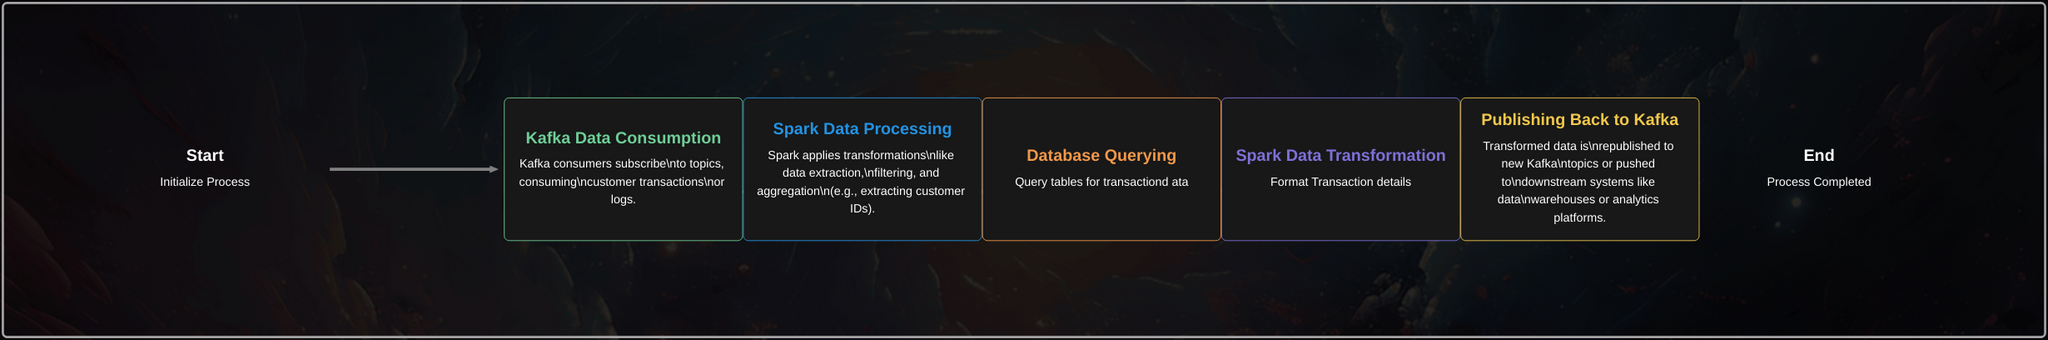 Start
Initialize Process
Kafka Data Consumption
Kafka consumers subscribe\nto topics,
consuming\ncustomer transactions\nor
logs.
Spark Data Processing
Spark applies transformations\nlike
data extraction,\nfiltering, and
aggregation\n(e.g., extracting customer
IDs).
Database Querying
Query tables for transactiond ata
Spark Data Transformation
Format Transaction details
Publishing Back to Kafka
Transformed data is\nrepublished to
new Kafka\ntopics or pushed
to\ndownstream systems like
data\nwarehouses or analytics
platforms.
End
Process Completed